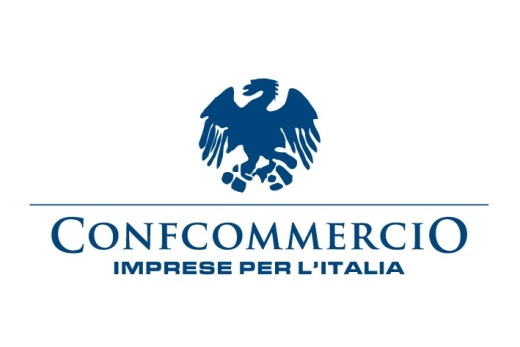 CONFCOMMERCIO
IMPRESE PER L'ITALIA